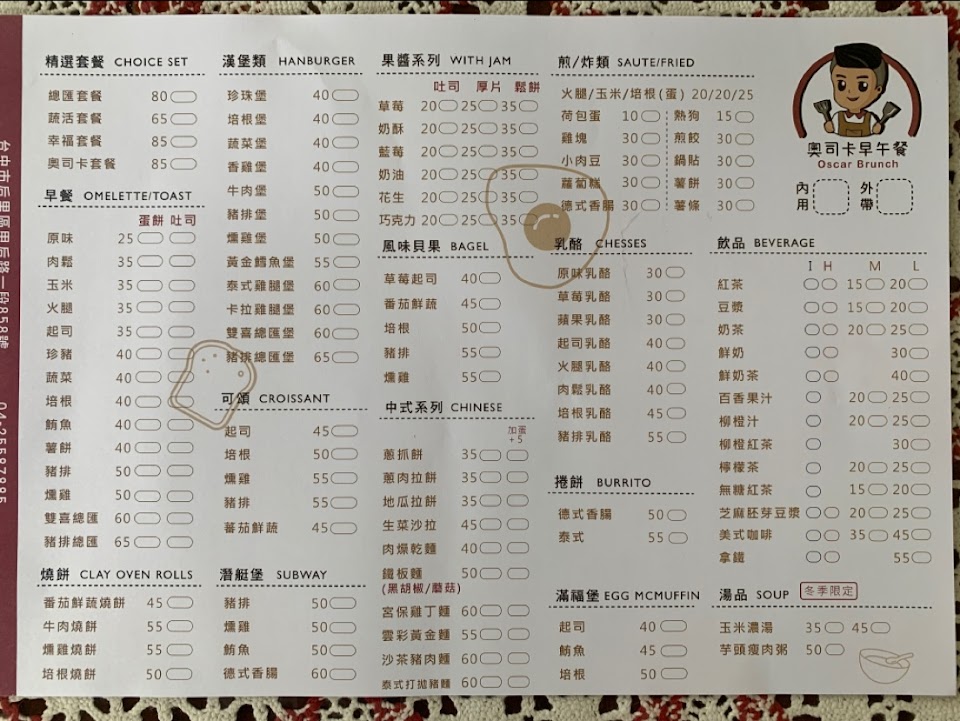 精選套餐 CHOICE SET
總匯套餐 80
蔬活套餐 65
幸福套餐 85
奧司卡套餐 85
早餐 OMELETTE/TOAST
蛋餅 吐司
原味 25
肉鬆 35
玉米 35
火腿 35
起司 35
珍豬 40
蔬菜 40
培根 40
鮪魚 40
薯餅 40
豬排 50
燻雞 50
雙喜總匯 60
豬排總匯 65
燒餅 CLAY OVEN ROLLS
番茄鮮蔬燒餅 45
牛肉燒餅 55
燻雞燒餅 55
培根燒餅 50
漢堡類 HANBURGER
珍珠堡 40
培根堡 40
蔬菜堡 40
香雞堡 40
牛肉堡 50
豬排堡 50
燻雞堡 50
黃金鱈魚堡 55
泰式雞腿堡 60
卡拉雞腿堡 60
雙喜總匯堡 60
豬排總匯堡 65
可頌 CROISSANT
起司 45
培根 50
燻雞 55
豬排 55
蕃茄鮮蔬 45
潛艇堡 SUBWAY
豬排 50
燻雞 50
鮪魚 50
德式香腸 60
果醬系列 WITH JAM
吐司 厚片 鬆餅
草莓 20 25 35
奶酥 20 25 35
藍莓 20 25 35
奶油 20 25 35
花生 20 25 35
巧克力 20 25 35
風味貝果 BAGEL
草莓起司 40
番茄鮮蔬 45
培根 50
豬排 55
燻雞 55
中式系列 CHINESE
加蛋
+5
蔥抓餅 35
蔥肉拉餅 35
地瓜拉餅 35
生菜沙拉 45
肉燥乾麵 40
鐵板麵 50
(黑胡椒/蘑菇)
宮保雞丁麵 60
雲彩黃金麵 55
沙茶豬肉麵 60
泰式打拋豬麵 60
煎/炸類 SAUTE/FRIED
火腿/玉米/培根(蛋) 20/20/25
荷包蛋 10 熱狗 15
雞塊 30 煎餃 30
小肉豆 30 鍋貼 30
蘿蔔糕 30 薯餅 30
德式香腸 30 薯條 30
乳酪 CHESSES
原味乳酪 30
草莓乳酪 30
蘋果乳酪 30
起司乳酪 40
火腿乳酪 40
肉鬆乳酪 40
培根乳酪 45
豬排乳酪 55
捲餅 BURRITO
德式香腸 50
泰式 55
滿福堡 EGG MCMUFFIN
起司 40
鮪魚 45
培根 50
奧司卡早午餐
Oscar Brunch
內用 外帶
飲品 BEVERAGE
I H M L
紅茶 15 20
豆漿 15 20
奶茶 20 25
鮮奶 30
鮮奶茶 40
百香果汁 20 25
柳橙汁 20 25
柳橙紅茶 30
檸檬茶 20 25
無糖紅茶 15 20
芝麻胚芽豆漿 20 25
美式咖啡 35 45
拿鐵 55
湯品 SOUP 冬季限定
玉米濃湯 35 45
芋頭瘦肉粥 50
台中市后里區甲后路一段858號
04-25587885